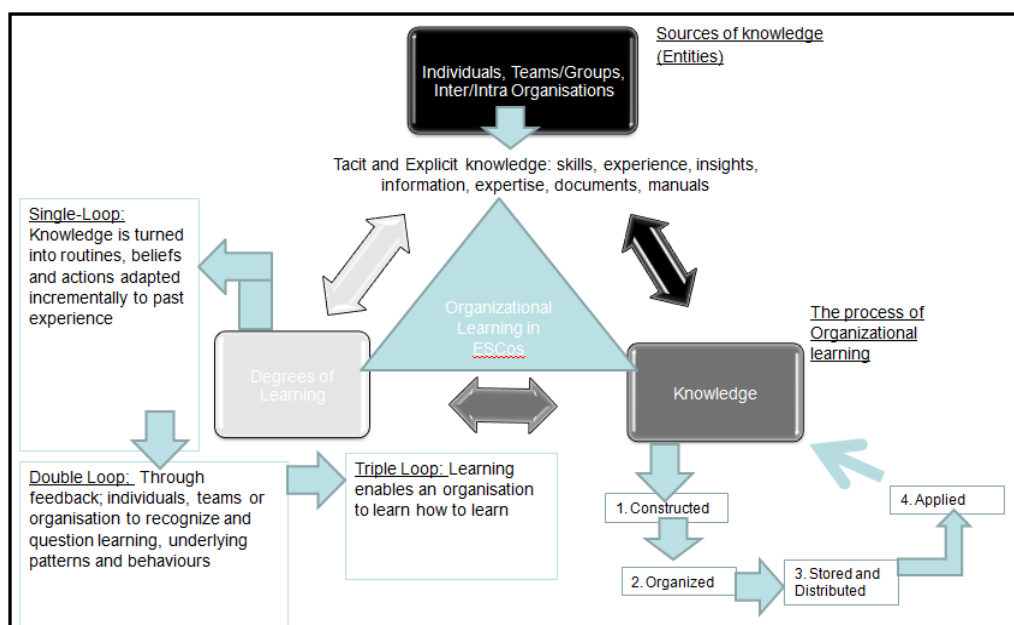 Sources of knowledge
(Entities)
Individuals, Teams/Groups,
Inter/Intra Organisations
Tacit and Explicit knowledge: skills, experience, insights,
information, expertise, documents, manuals
Single-Loop:
Knowledge is turned
into routines, beliefs
and actions adapted
incrementally to past
experience
Organizational
Learning in
ESCos
The process of
Organizational
learning
Degrees of
Learning
Knowledge
Double Loop: Through
feedback; individuals, teams or
organisation to recognize and
question learning, underlying
patterns and behaviours
Triple Loop: Learning
enables an organisation
to learn how to learn
1. Constructed
2. Organized
3. Stored and
Distributed
4. Applied